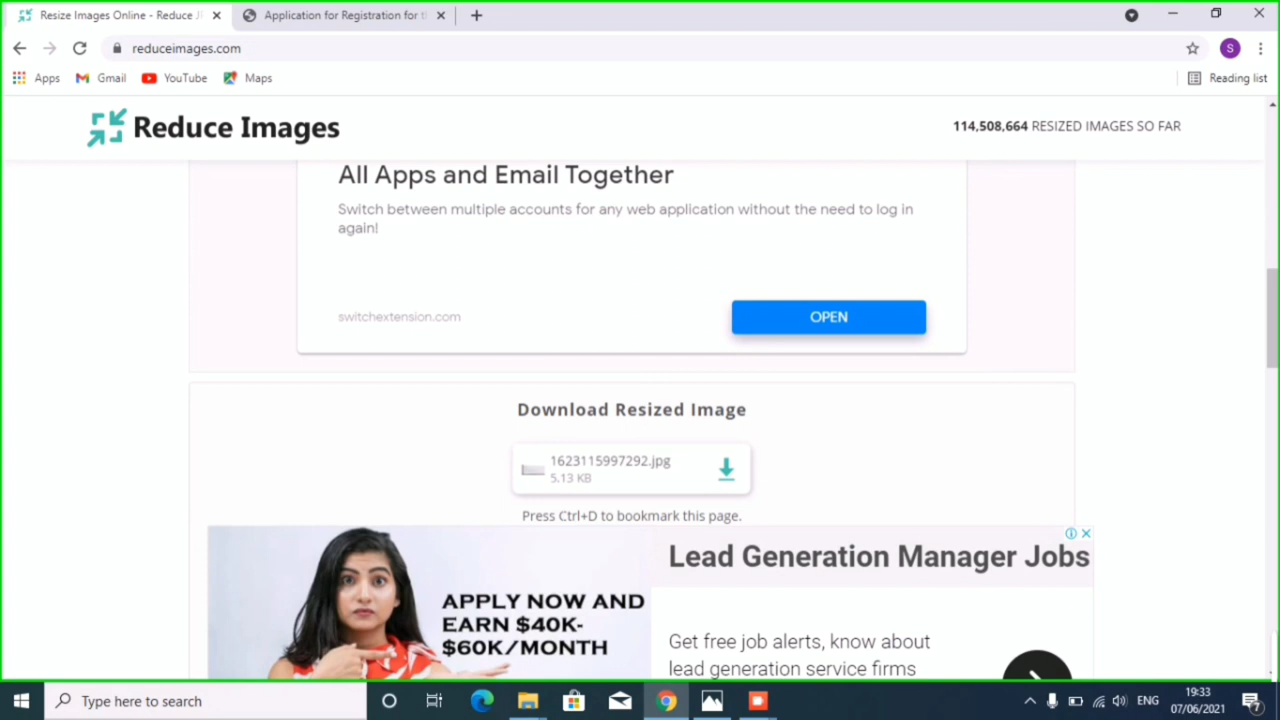 Resize Images Online - Reduce J
Application for Registration for t
reduceimages.com
S
Apps
Gmail
YouTube
Maps
Reading list
Reduce Images
114,508,664 RESIZED IMAGES SO FAR
All Apps and Email Together
Switch between multiple accounts for any web application without the need to log in
again!
switchextension.com
OPEN
Download Resized Image
1623115997292.jpg
5.13 KB
Press Ctrl+D to bookmark this page.
Lead Generation Manager Jobs
APPLY NOW AND
EARN $40K-
$60K/MONTH
Get free job alerts, know about
lead generation service firms
Type here to search
ENG
19:33
07/06/2021
7